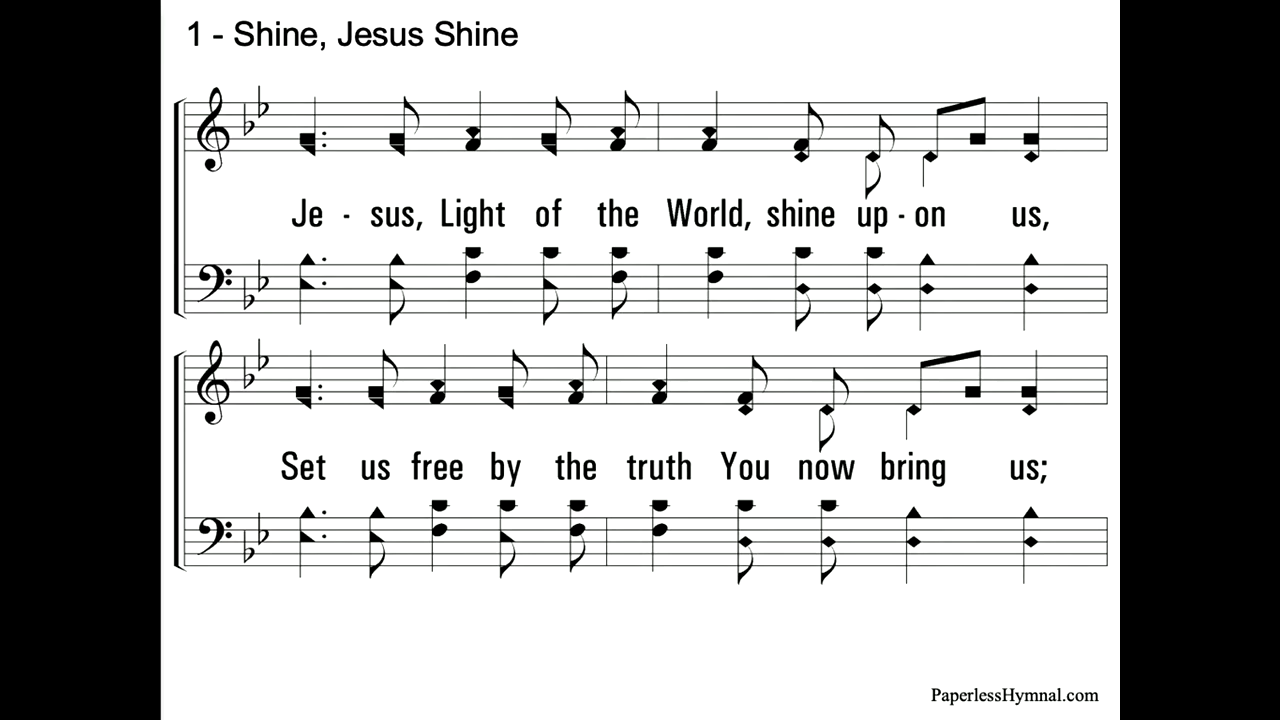 1 - Shine, Jesus Shine
Je - sus, Light of the World, shine up - on us,
Set us free by the truth You now bring us;
PaperlessHymnal.com